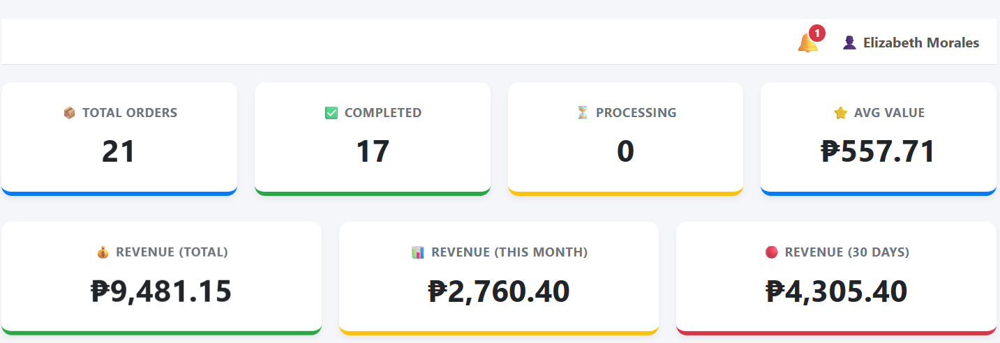 1
Elizabeth Morales
TOTAL ORDERS
21
COMPLETED
17
PROCESSING
0
AVG VALUE
₱557.71
REVENUE (TOTAL)
₱9,481.15
REVENUE (THIS MONTH)
₱2,760.40
REVENUE (30 DAYS)
₱4,305.40